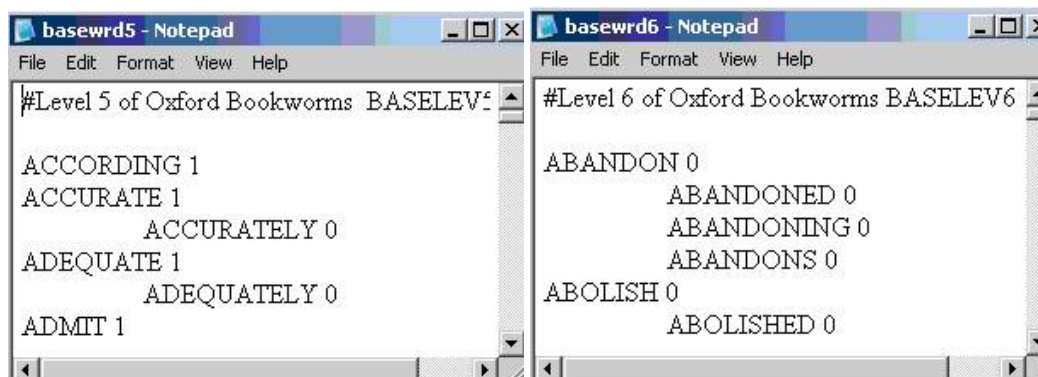 basewrd5 - Notepad
File Edit Format View Help
#Level 5 of Oxford Bookworms BASELEV5
ACCORDING 1
ACCURATE 1
ACCURATELY 0
ADEQUATE 1
ADEQUATELY 0
ADMIT 1
basewrd6 - Notepad
File Edit Format View Help
#Level 6 of Oxford Bookworms BASELEV6
ABANDON 0
ABANDONED 0
ABANDONING 0
ABANDONS 0
ABOLISH 0
ABOLISHED 0